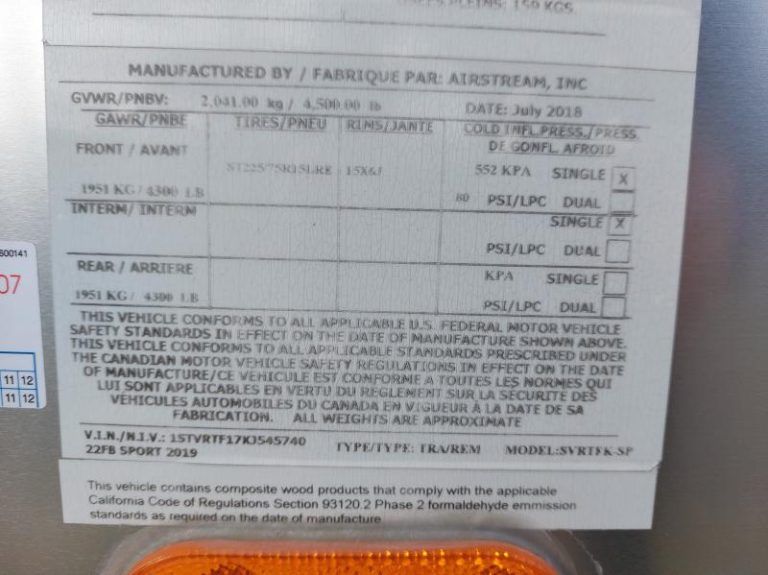 PLEINS: 150 KGS
MANUFACTURED BY / FABRIQUE PAR: AIRSTREAM, INC
GVWR/PNBV: 2,041.00 kg / 4,500.00 lb DATE: July 2018
GAWR/PNBE TIRES/PNEU RIMS/JANTE COLD INFL.PRESS./PRESS.
DE GONFL. AFROID
FRONT / AVANT ST225/75R15LRE 15X6J 552 KPA SINGLE X
1951 KG/ 4300 LB 80 PSI/LPC DUAL
INTERM/ INTERM SINGLE X
PSI/LPC DUAL
REAR / ARRIERE KPA SINGLE
1951 KG/ 4300 LB PSI/LPC DUAL
THIS VEHICLE CONFORMS TO ALL APPLICABLE U.S. FEDERAL MOTOR VEHICLE
SAFETY STANDARDS IN EFFECT ON THE DATE OF MANUFACTURE SHOWN ABOVE.
THIS VEHICLE CONFORMS TO ALL APPLICABLE STANDARDS PRESCRIBED UNDER
THE CANADIAN MOTOR VEHICLE SAFETY REGULATIONS IN EFFECT ON THE DATE
OF MANUFACTURE/CE VEHICULE EST CONFORME A TOUTES LES NORMES QUI
LUI SONT APPLICABLES EN VERTU DU REGLEMENT SUR LA SECURITE DES
VEHICULES AUTOMOBILES DU CANADA EN VIGUEUR À LA DATE DE SA
FABRICATION. ALL WEIGHTS ARE APPROXIMATE
V.I.N./N.I.V.: 1STVRTF17KJ545740 TYPE/TYPE: TRA/REM MODEL:SVRTFK-SP
22FB SPORT 2019
This vehicle contains composite wood products that comply with the applicable
California Code of Regulations Section 93120.2 Phase 2 formaldehyde emmission
standards as required on the date of manufacture
600141
07
11 12
11 12